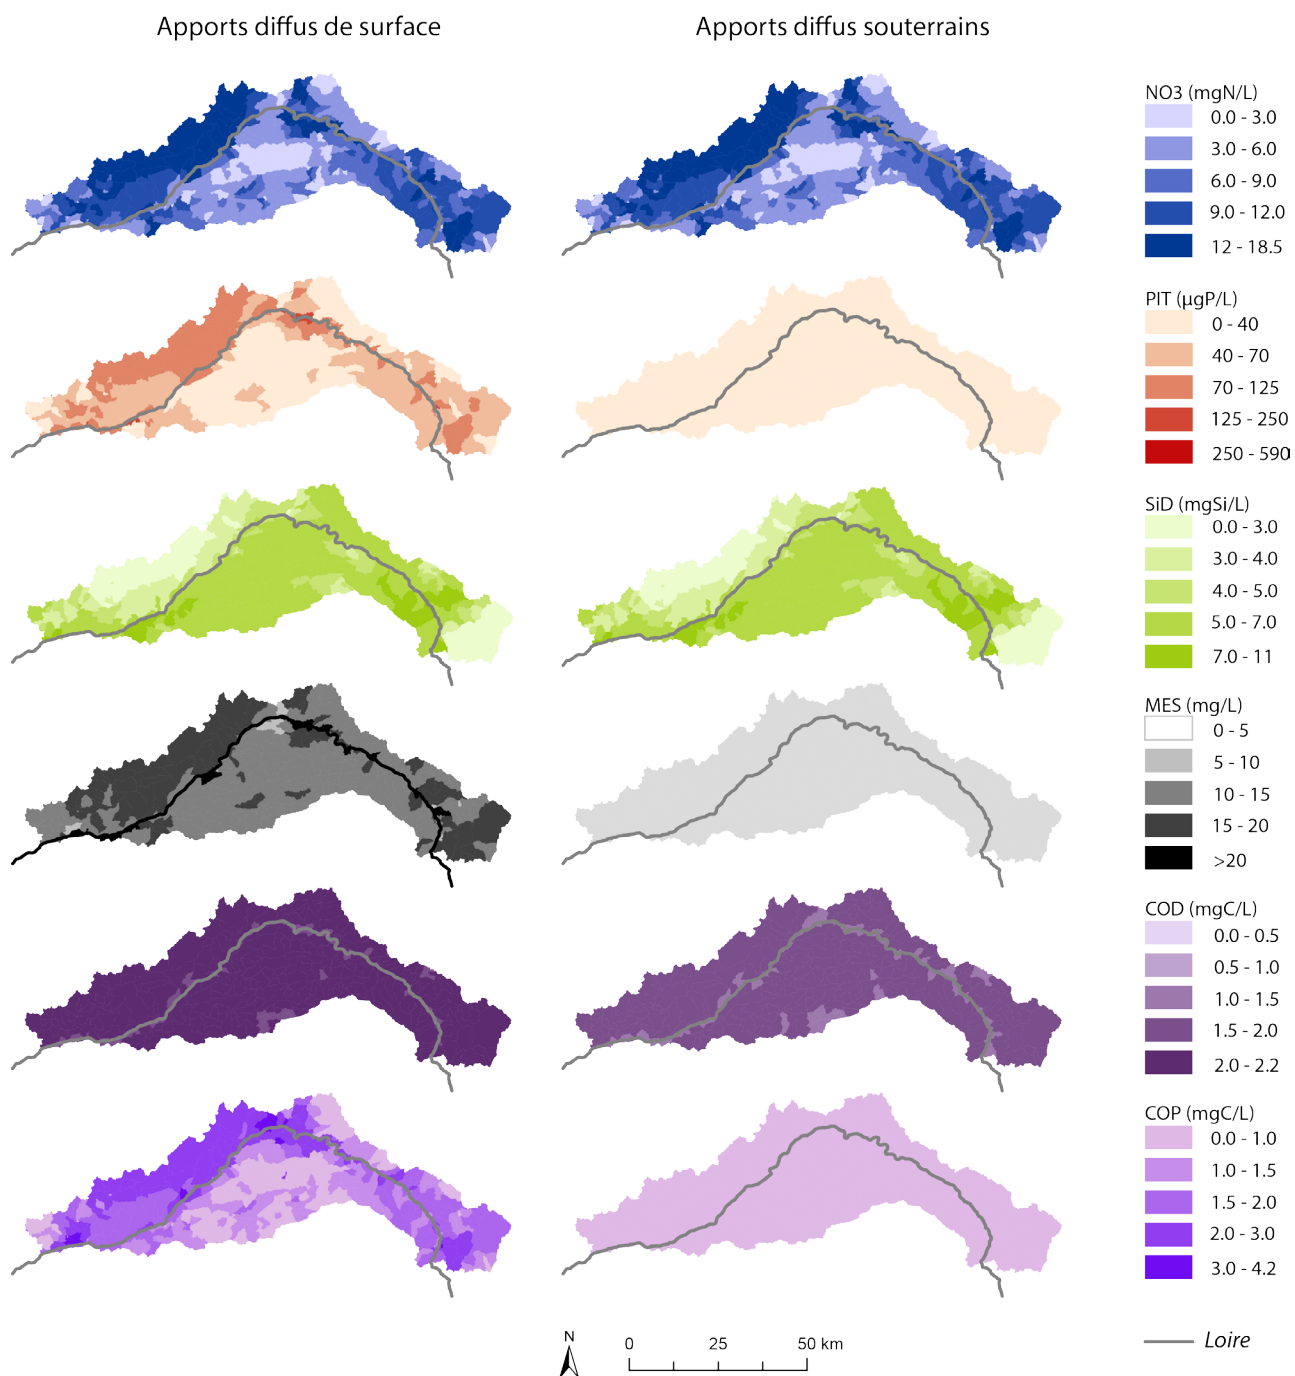 Apports diffus de surface
Apports diffus souterrains
NO3 (mgN/L)
0.0 - 3.0
3.0 - 6.0
6.0 - 9.0
9.0 - 12.0
12 - 18.5
PIT (µgP/L)
0 - 40
40 - 70
70 - 125
125 - 250
250 - 590
SiD (mgSi/L)
0.0 - 3.0
3.0 - 4.0
4.0 - 5.0
5.0 - 7.0
7.0 - 11
MES (mg/L)
0 - 5
5 - 10
10 - 15
15 - 20
>20
COD (mgC/L)
0.0 - 0.5
0.5 - 1.0
1.0 - 1.5
1.5 - 2.0
2.0 - 2.2
COP (mgC/L)
0.0 - 1.0
1.0 - 1.5
1.5 - 2.0
2.0 - 3.0
3.0 - 4.2
N
0 25 50 km
Loire